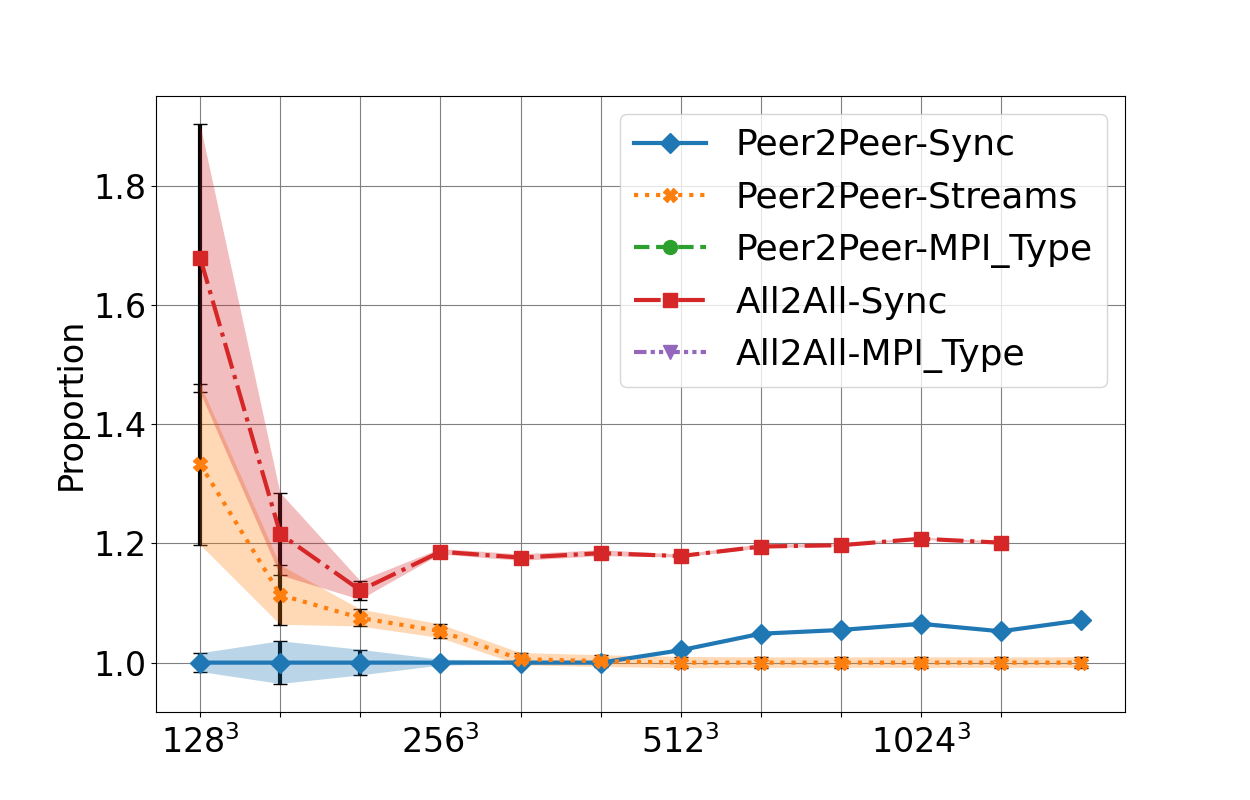 Peer2Peer-Sync
Peer2Peer-Streams
Peer2Peer-MPI_Type
All2All-Sync
All2All-MPI_Type
Proportion
1.8
1.6
1.4
1.2
1.0
128³ 256³ 512³ 1024³